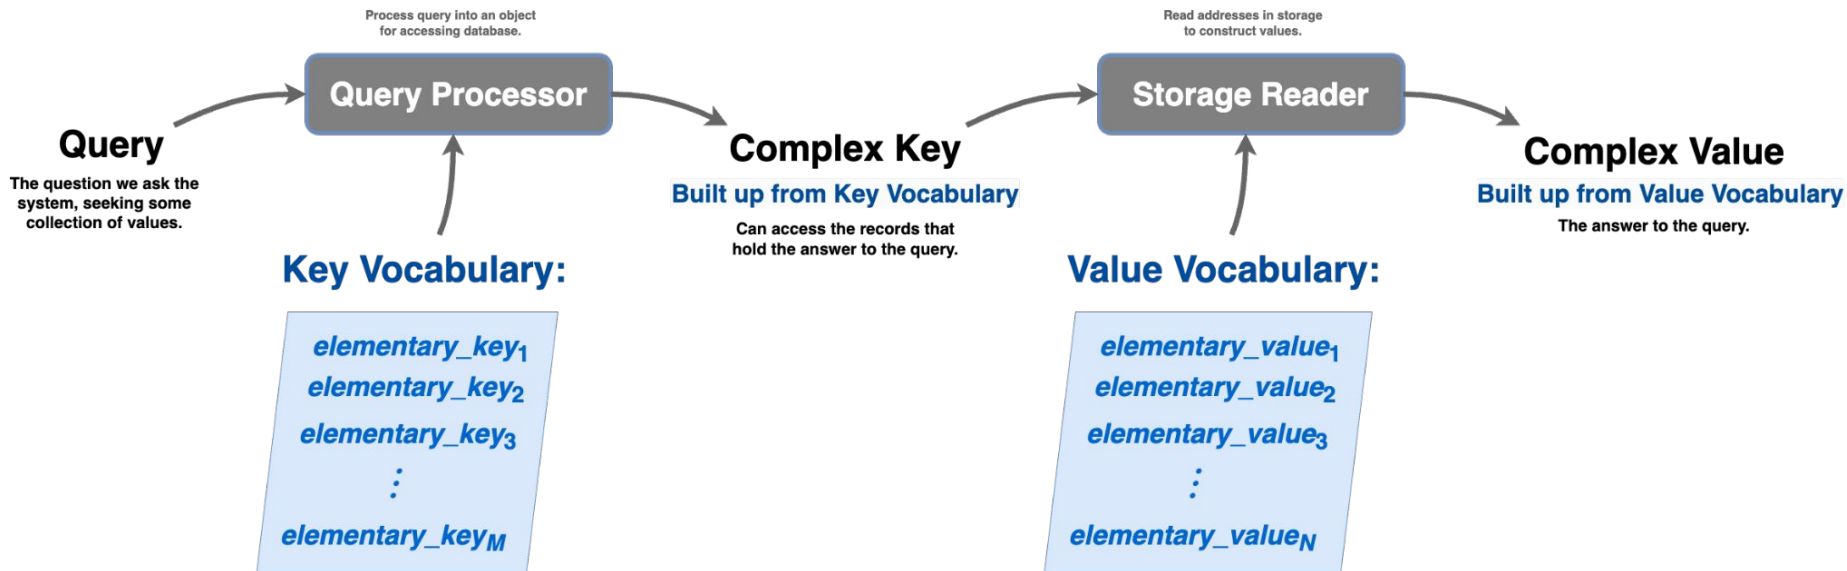 Process query into an object
for accessing database.
Query Processor
Query
The question we ask the
system, seeking some
collection of values.
Key Vocabulary:
elementary_key1
elementary_key2
elementary_key3
⋮
elementary_keyM
Complex Key
Built up from Key Vocabulary
Can access the records that
hold the answer to the query.
Read addresses in storage
to construct values.
Storage Reader
Value Vocabulary:
elementary_value1
elementary_value2
elementary_value3
⋮
elementary_valueN
Complex Value
Built up from Value Vocabulary
The answer to the query.